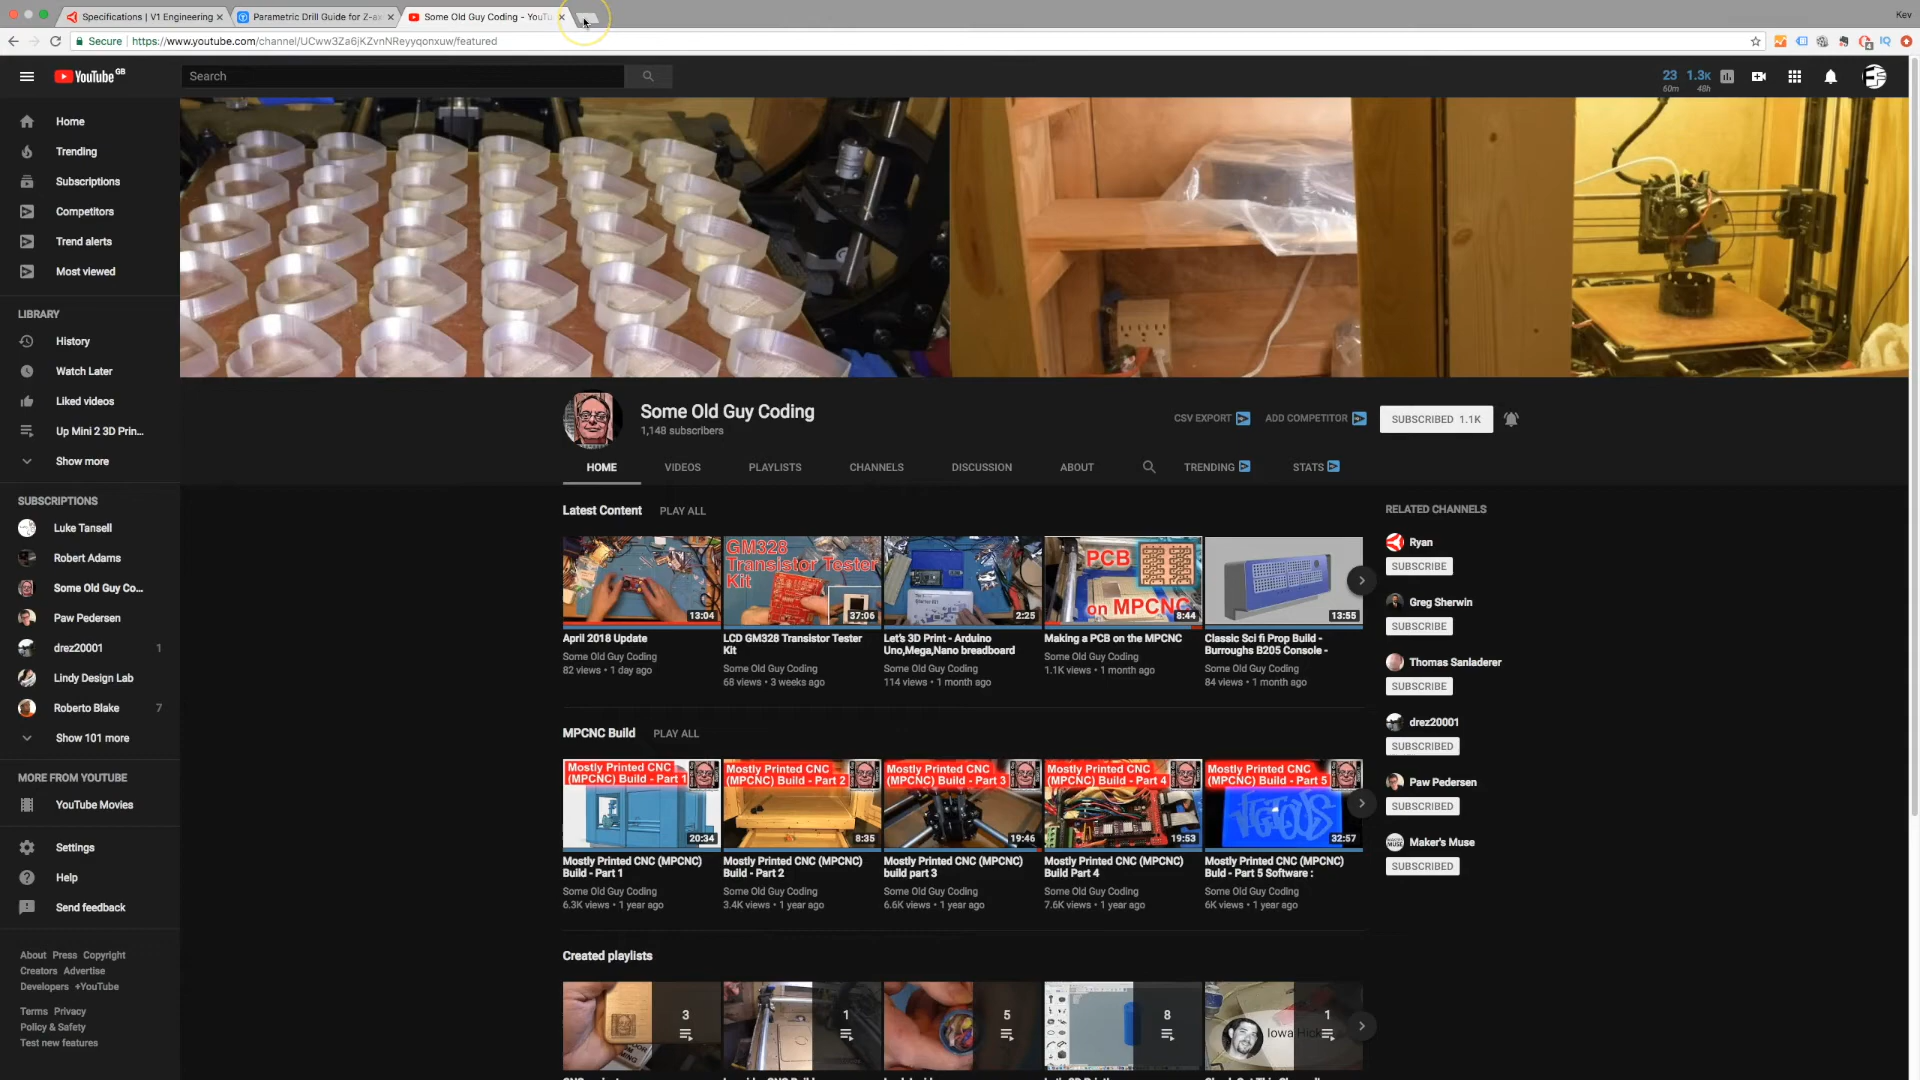 Specifications | V1 Engineering
Parametric Drill Guide for Z-a
Some Old Guy Coding - YouTu
Kev
Secure
https://www.youtube.com/channel/UCww3Za6jKZvnNReyyqonxuw/featured
YouTube GB
Search
23 1.3K
60m 48h
Home
Trending
Subscriptions
Competitors
Trend alerts
Most viewed
LIBRARY
History
Watch Later
Liked videos
Up Mini 2 3D Prin...
Show more
SUBSCRIPTIONS
Luke Tansell
Robert Adams
Some Old Guy Co...
Paw Pedersen
drez20001 1
Lindy Design Lab
Roberto Blake 7
Show 101 more
MORE FROM YOUTUBE
YouTube Movies
Settings
Help
Send feedback
About Press Copyright
Creators Advertise
Developers +YouTube
Terms Privacy
Policy & Safety
Test new features
Some Old Guy Coding
1,148 subscribers
CSV EXPORT
ADD COMPETITOR
SUBSCRIBED 1.1K
HOME VIDEOS PLAYLISTS CHANNELS DISCUSSION ABOUT TRENDING STATS
Latest Content PLAY ALL
13:04
April 2018 Update
Some Old Guy Coding
82 views • 1 day ago
GM328
Transistor Tester
Kit
37:06
LCD GM328 Transistor Tester
Kit
Some Old Guy Coding
68 views • 3 weeks ago
2:25
Let's 3D Print - Arduino
Uno,Mega,Nano breadboard
Some Old Guy Coding
114 views • 1 month ago
PCB
on MPCNC
8:44
Making a PCB on the MPCNC
Some Old Guy Coding
1.1K views • 1 month ago
13:55
Classic Sci fi Prop Build -
Burroughs B205 Console -
Some Old Guy Coding
84 views • 1 month ago
MPCNC Build PLAY ALL
Mostly Printed CNC
(MPCNC) Build - Part 1
20:34
Mostly Printed CNC (MPCNC)
Build - Part 1
Some Old Guy Coding
6.3K views • 1 year ago
Mostly Printed CNC
(MPCNC) Build - Part 2
8:35
Mostly Printed CNC (MPCNC)
Build - Part 2
Some Old Guy Coding
3.4K views • 1 year ago
Mostly Printed CNC
(MPCNC) Build - Part 3
19:46
Mostly Printed CNC (MPCNC)
build part 3
Some Old Guy Coding
6.6K views • 1 year ago
Mostly Printed CNC
(MPCNC) Build - Part 4
19:53
Mostly Printed CNC (MPCNC)
Build Part 4
Some Old Guy Coding
7.6K views • 1 year ago
Mostly Printed CNC
(MPCNC) Build - Part 5
32:57
Mostly Printed CNC (MPCNC)
Buld - Part 5 Software :
Some Old Guy Coding
6K views • 1 year ago
Created playlists
3
1
5
8
Iowa
1
RELATED CHANNELS
Ryan
SUBSCRIBE
Greg Sherwin
SUBSCRIBE
Thomas Sanladerer
SUBSCRIBE
drez20001
SUBSCRIBED
Paw Pedersen
SUBSCRIBED
Maker's Muse
SUBSCRIBED